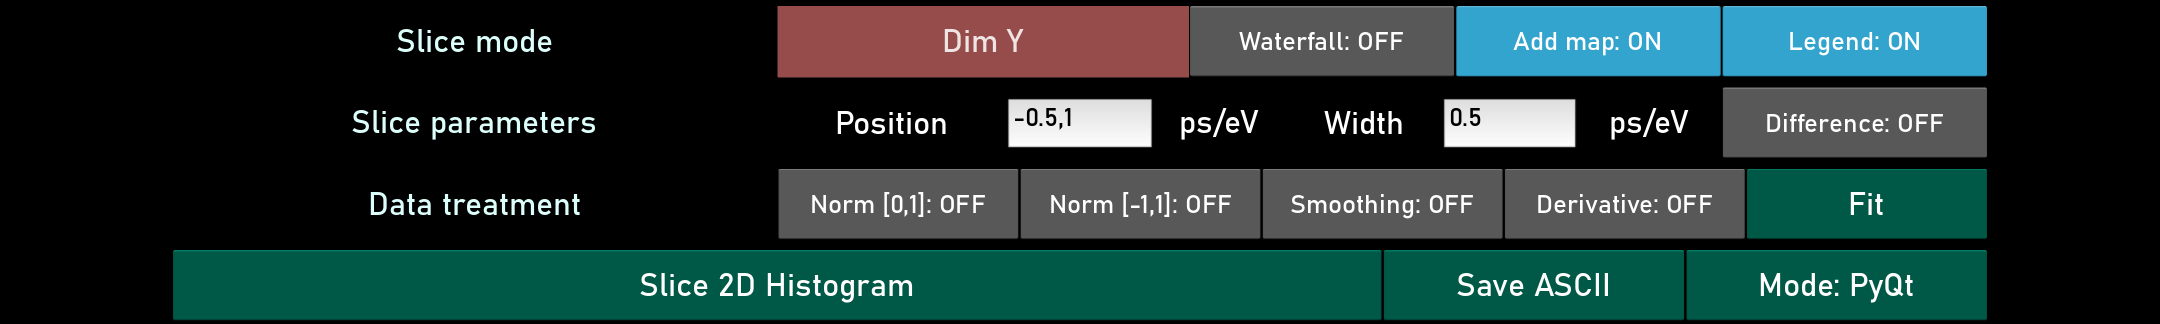 Slice mode Dim Y Waterfall: OFF Add map: ON Legend: ON
Slice parameters Position -0.5,1 ps/eV Width 0.5 ps/eV Difference: OFF
Data treatment Norm [0,1]: OFF Norm [-1,1]: OFF Smoothing: OFF Derivative: OFF Fit
Slice 2D Histogram Save ASCII Mode: PyQt